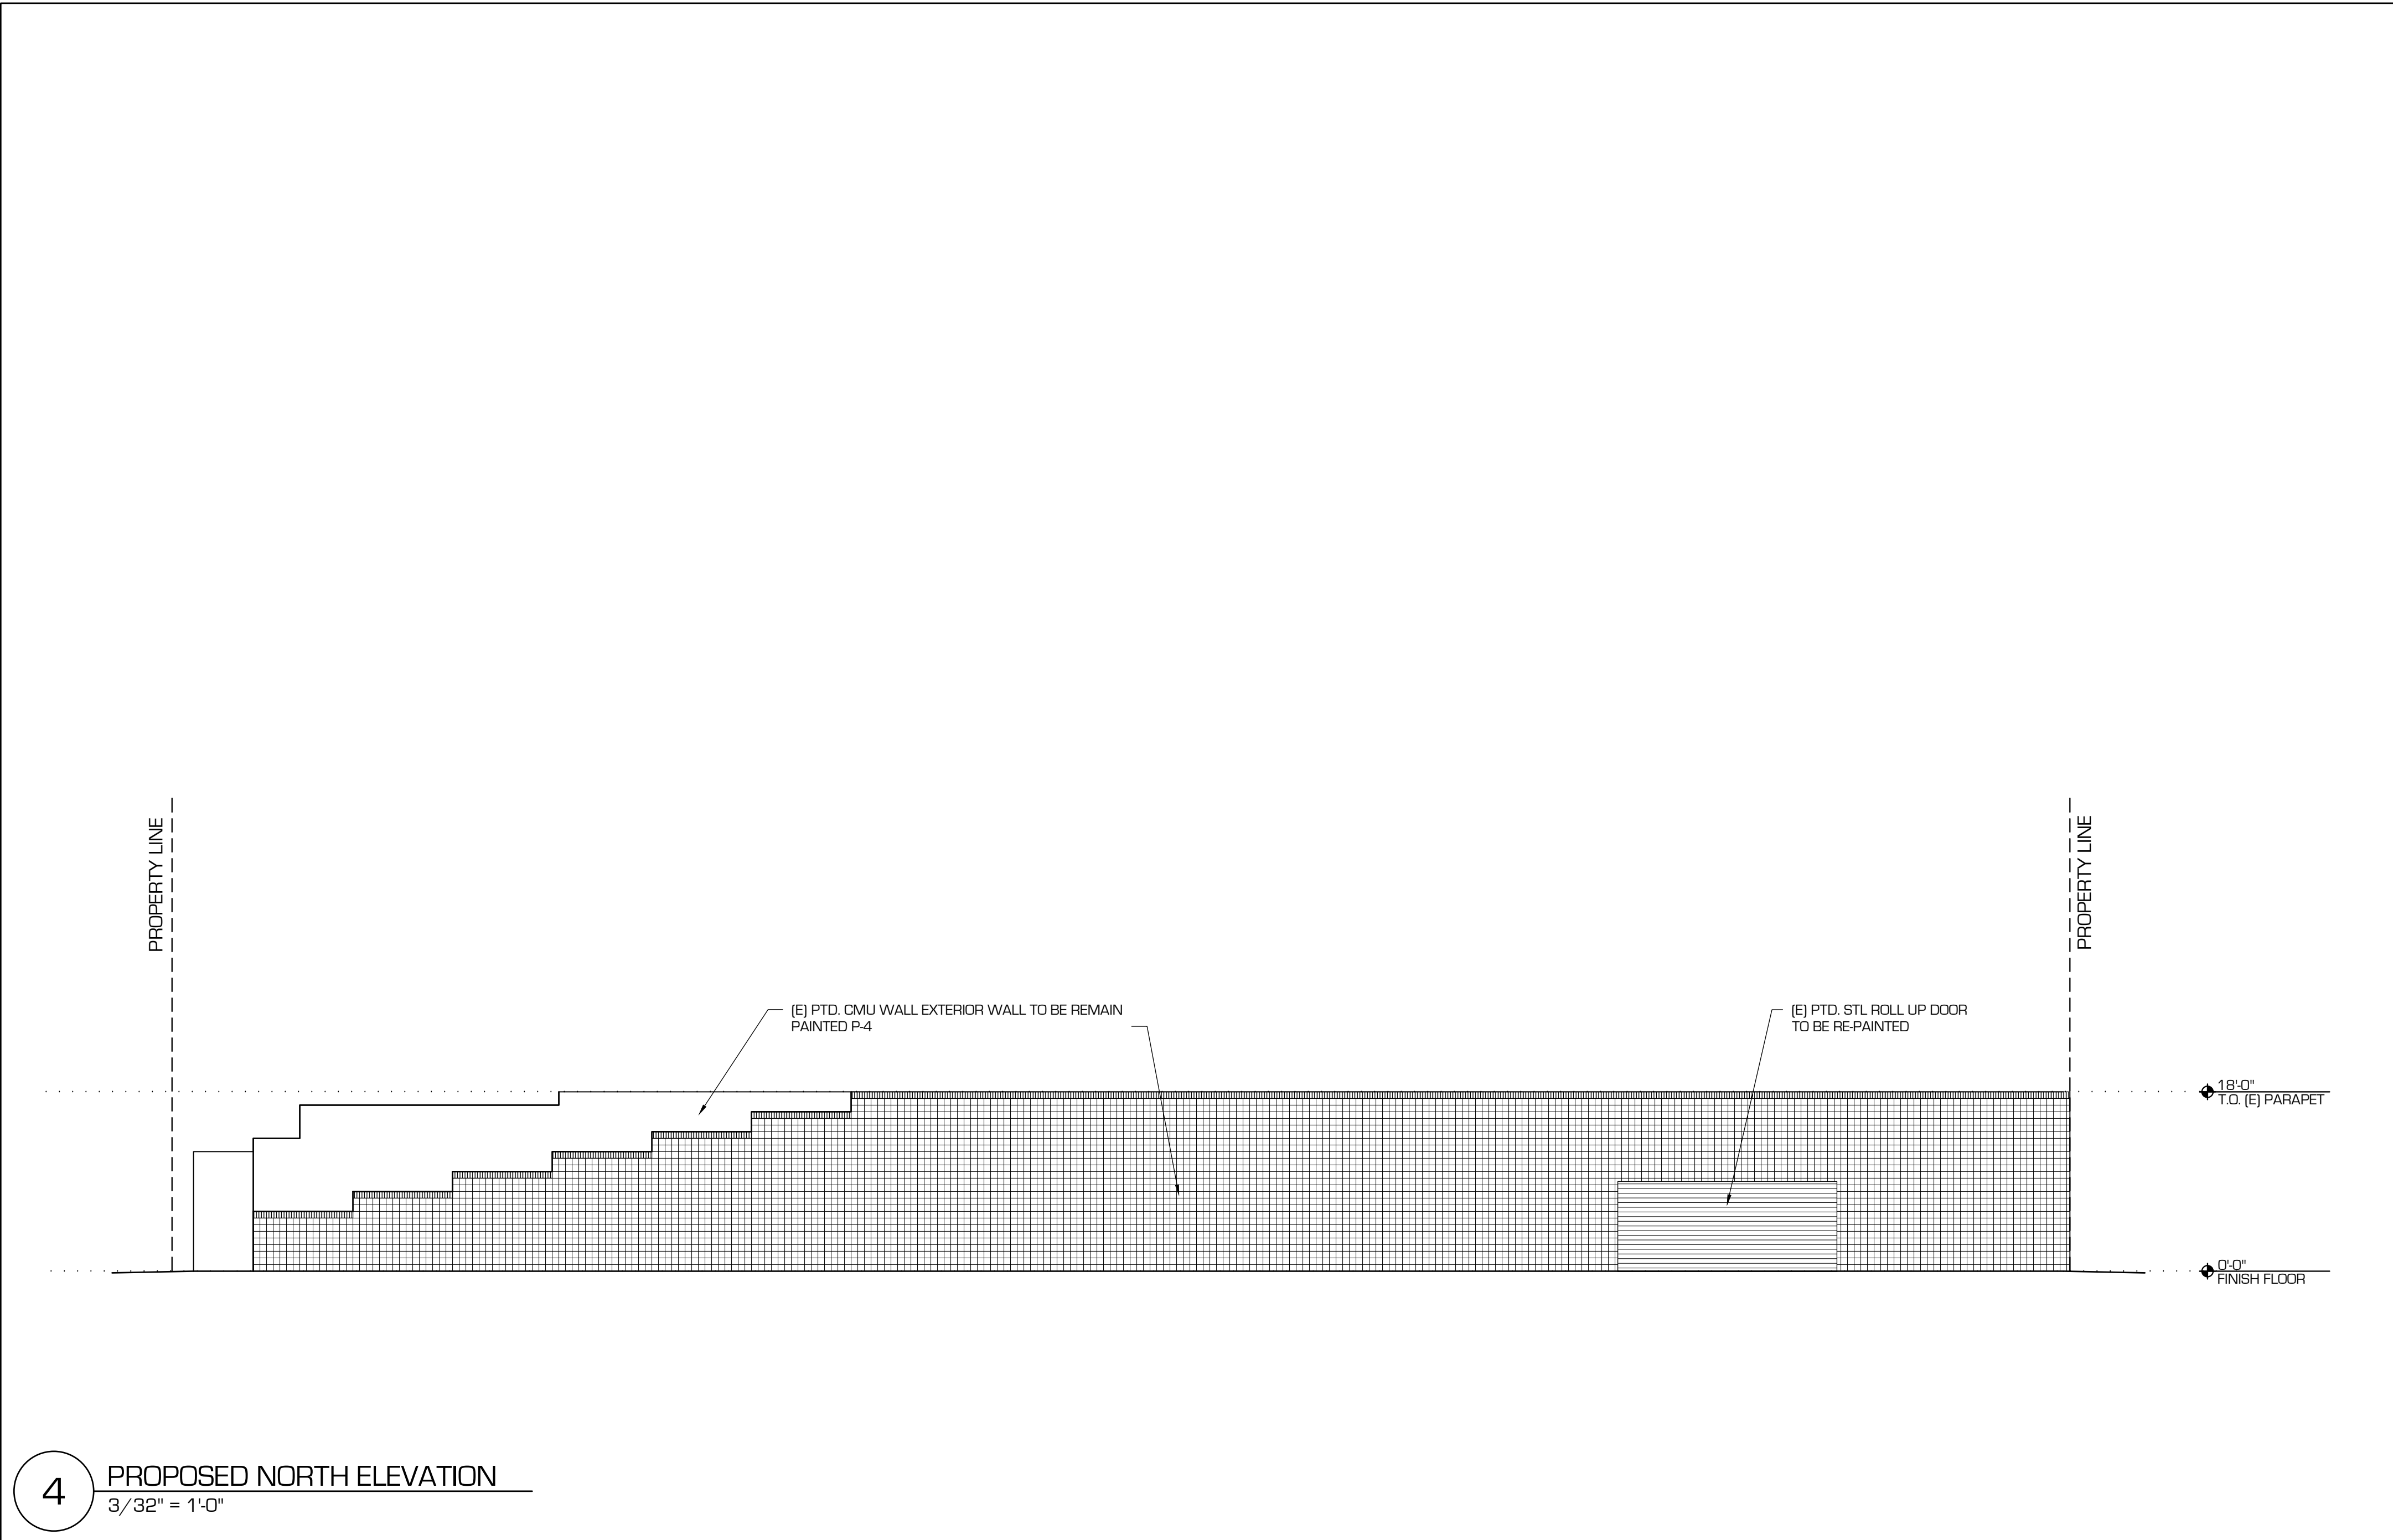 PROPERTY LINE
PROPERTY LINE
(E) PTD. CMU WALL EXTERIOR WALL TO BE REMAIN
PAINTED P-4
(E) PTD. STL ROLL UP DOOR
TO BE RE-PAINTED
18'-0"
T.O. (E) PARAPET
0'-0"
FINISH FLOOR
4
PROPOSED NORTH ELEVATION
3/32" = 1'-0"